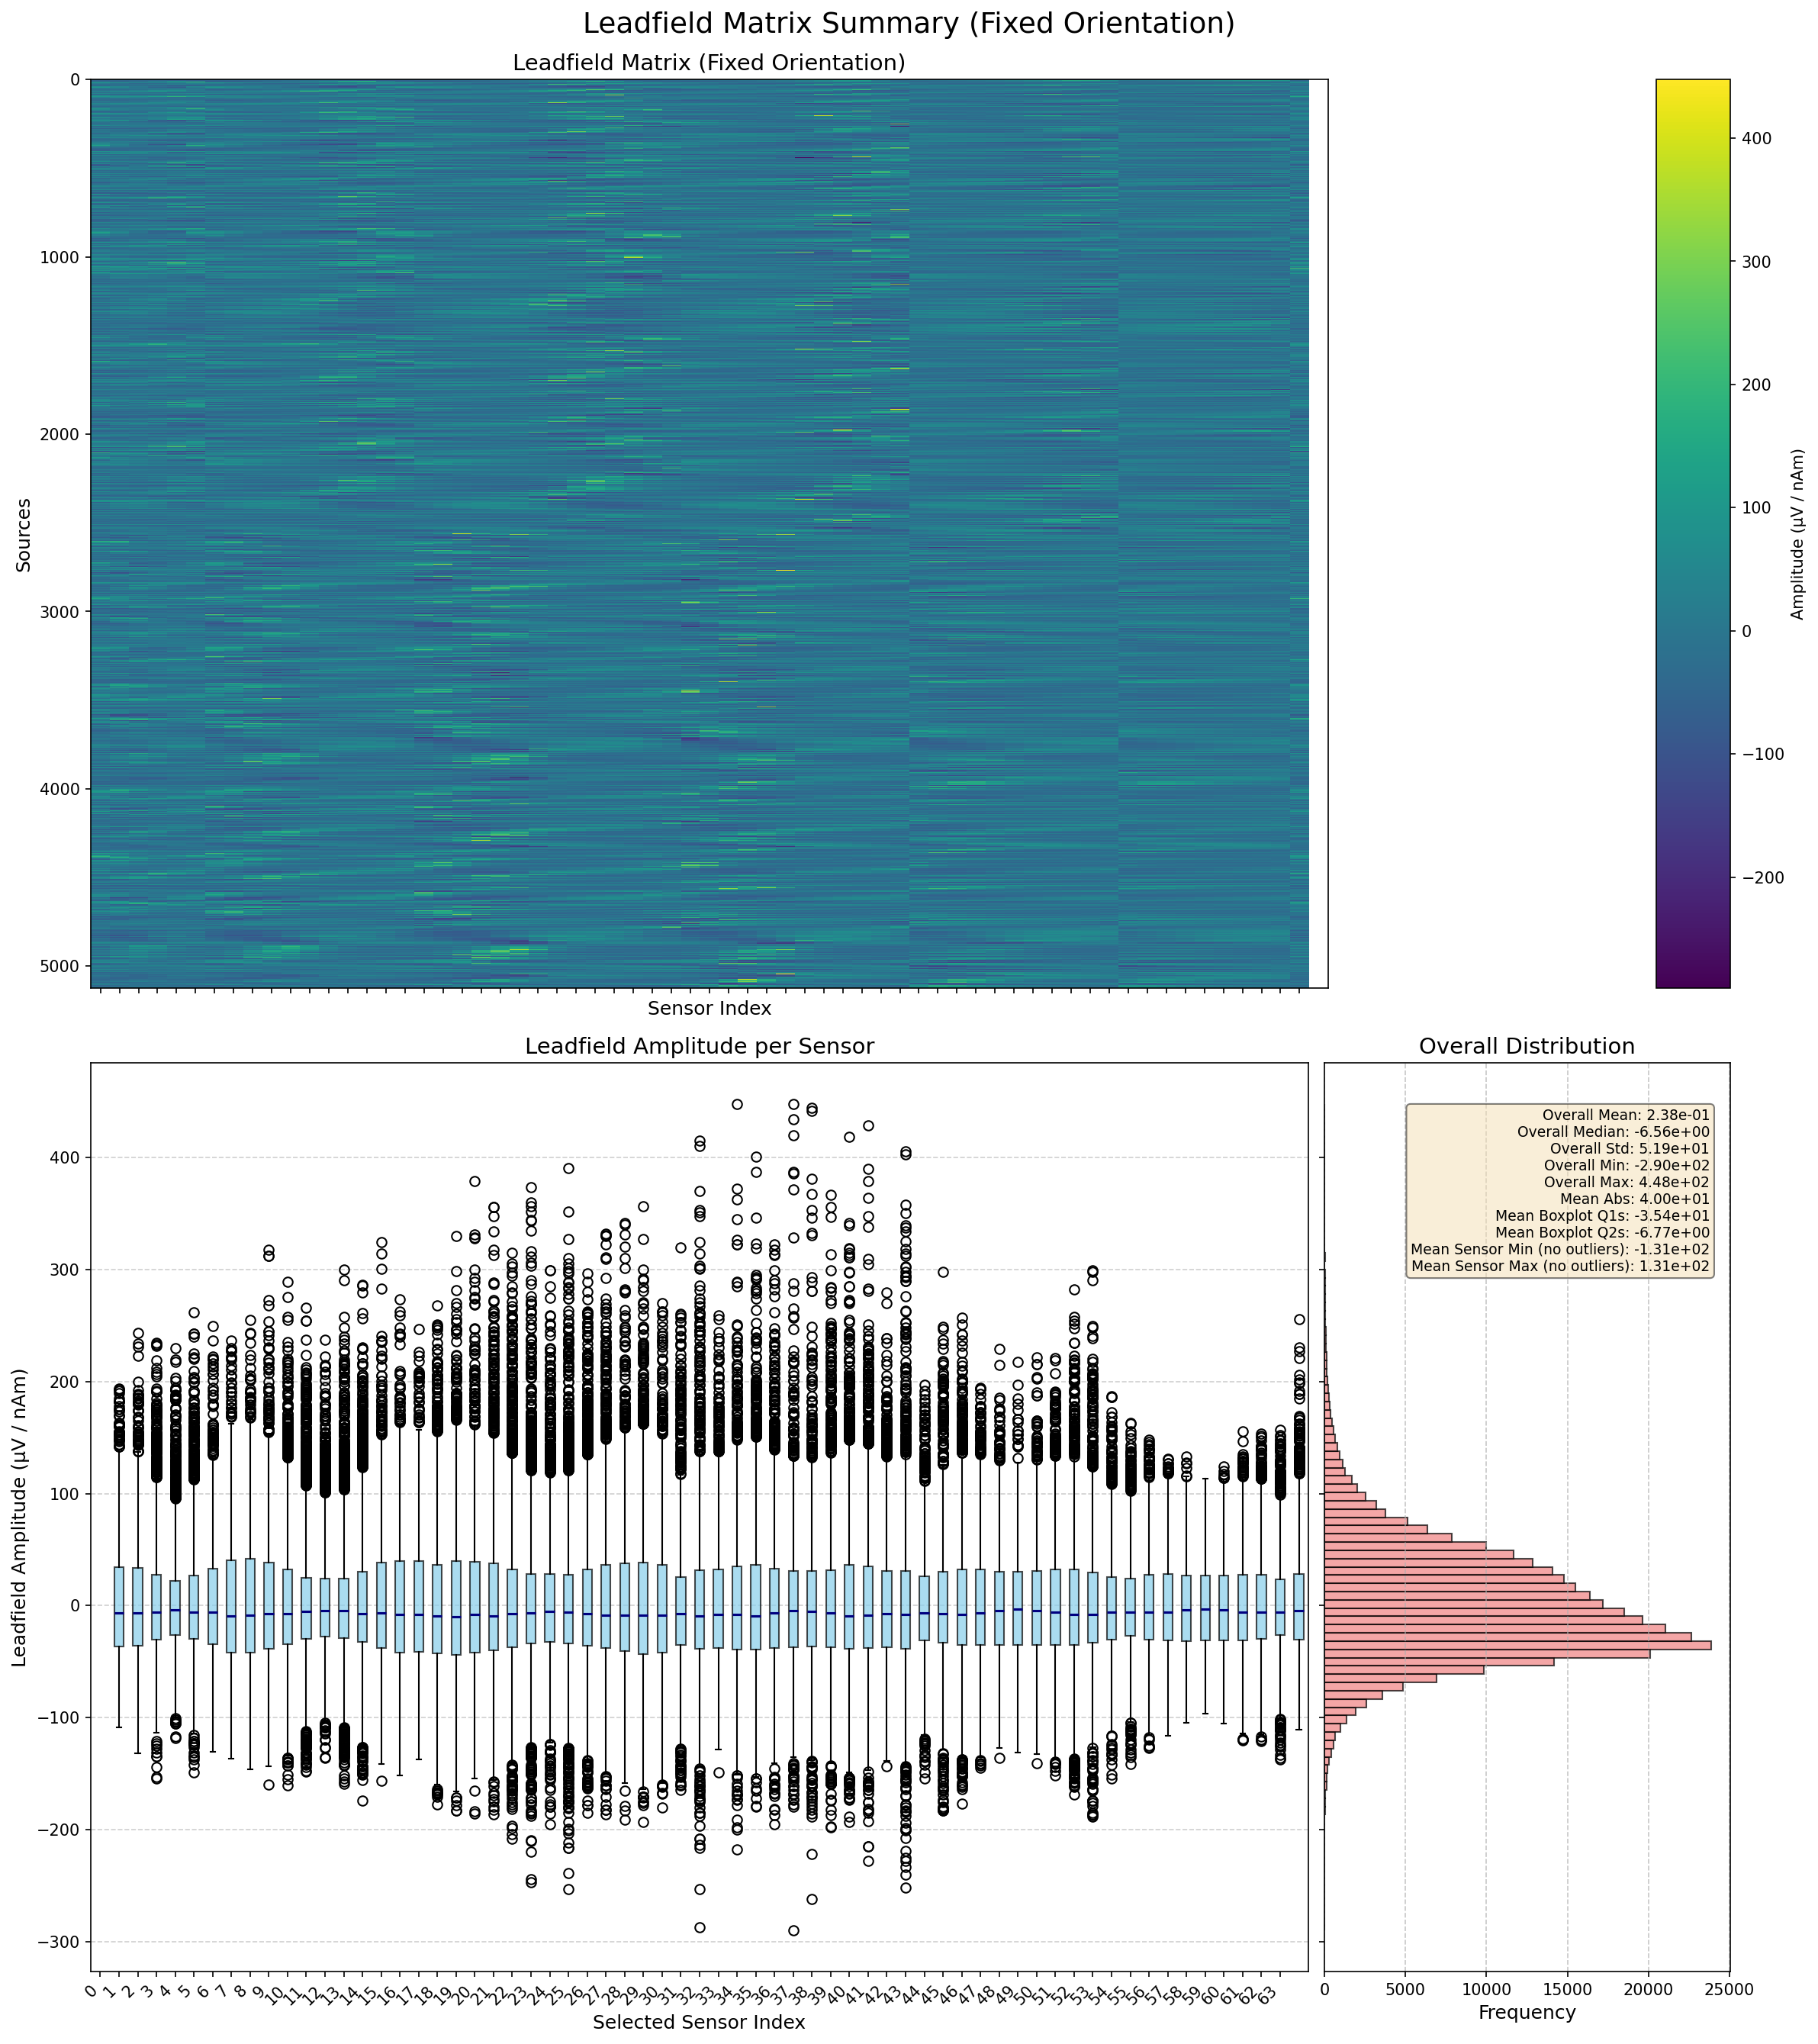 Leadfield Matrix Summary (Fixed Orientation)
Leadfield Matrix (Fixed Orientation)
0
1000
2000
3000
4000
5000
Sources
Sensor Index
400
300
200
100
0
−100
−200
Amplitude (µV / nAm)
Leadfield Amplitude per Sensor
400
300
200
100
0
−100
−200
−300
Leadfield Amplitude (µV / nAm)
0 1 2 3 4 5 6 7 8 9 10 11 12 13 14 15 16 17 18 19 20 21 22 23 24 25 26 27 28 29 30 31 32 33 34 35 36 37 38 39 40 41 42 43 44 45 46 47 48 49 50 51 52 53 54 55 56 57 58 59 60 61 62 63
Selected Sensor Index
Overall Distribution
Overall Mean: 2.38e-01
Overall Median: -6.56e+00
Overall Std: 5.19e+01
Overall Min: -2.90e+02
Overall Max: 4.48e+02
Mean Abs: 4.00e+01
Mean Boxplot Q1s: -3.54e+01
Mean Boxplot Q2s: -6.77e+00
Mean Sensor Min (no outliers): -1.31e+02
Mean Sensor Max (no outliers): 1.31e+02
0 5000 10000 15000 20000 25000
Frequency